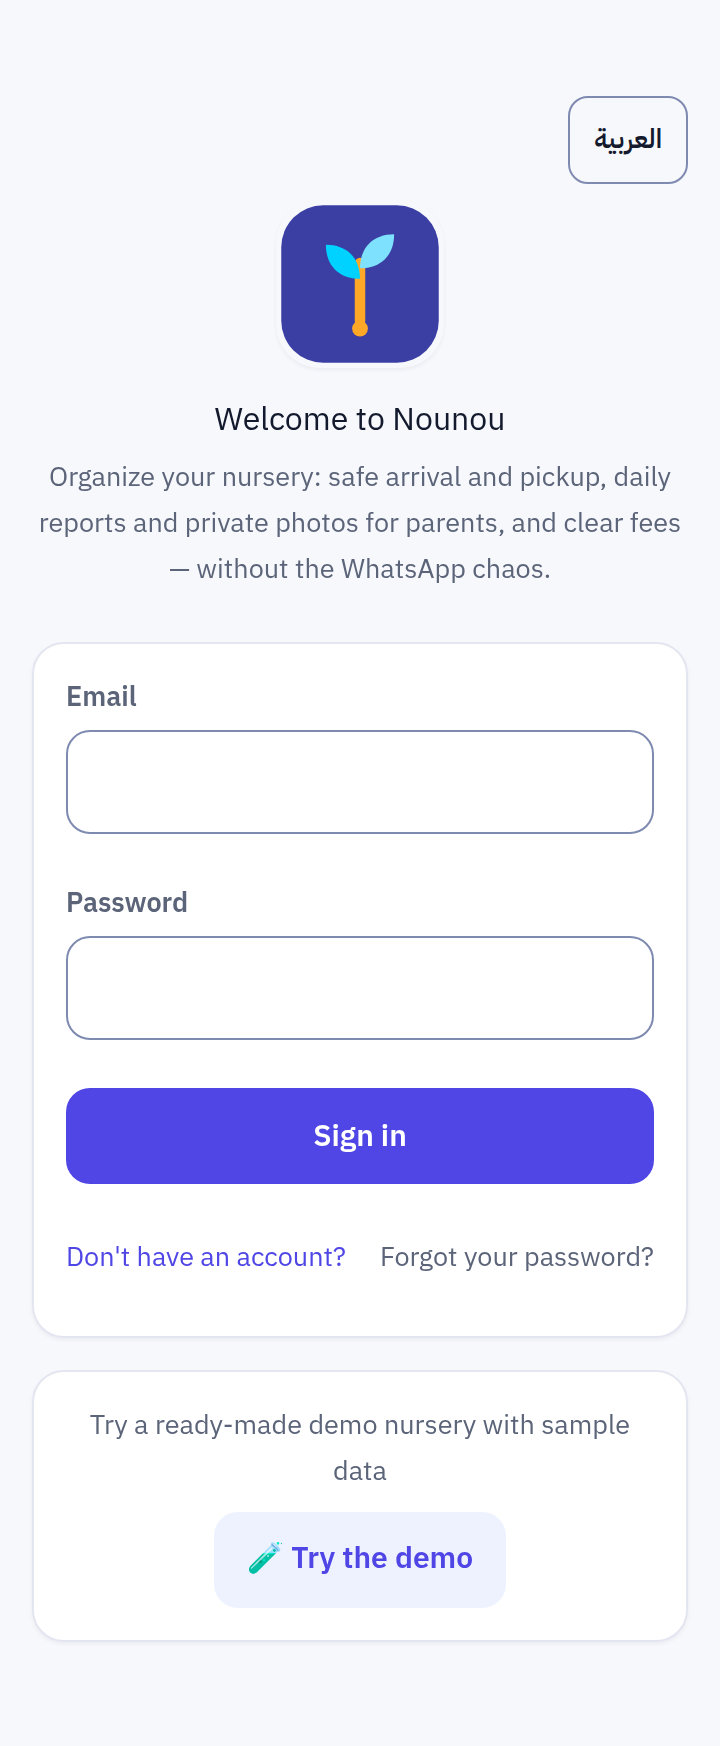 العربية
Welcome to Nounou
Organize your nursery: safe arrival and pickup, daily
reports and private photos for parents, and clear fees
— without the WhatsApp chaos.
Email
Password
Sign in
Don't have an account? Forgot your password?
Try a ready-made demo nursery with sample
data
🧪 Try the demo